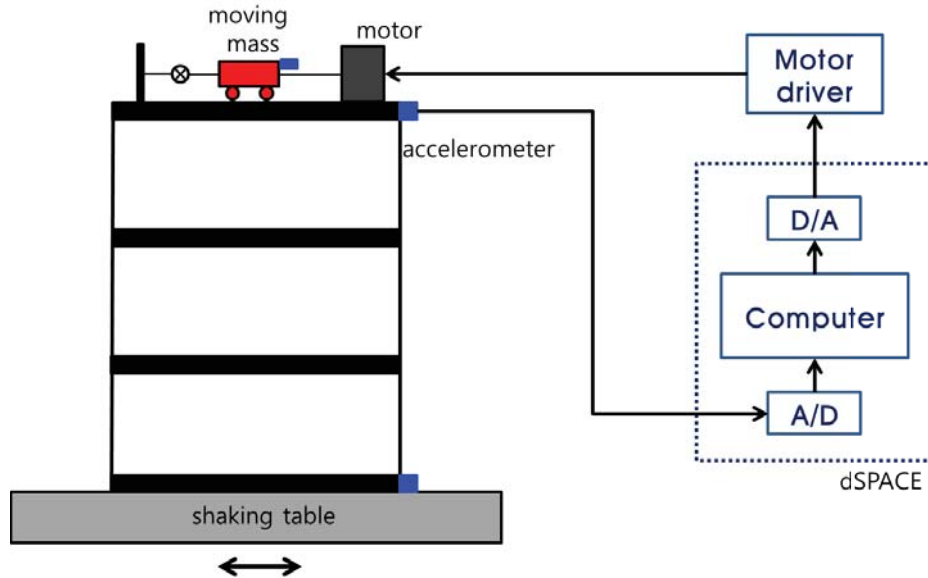 moving
mass
motor
Motor
driver
accelerometer
D/A
Computer
A/D
dSPACE
shaking table